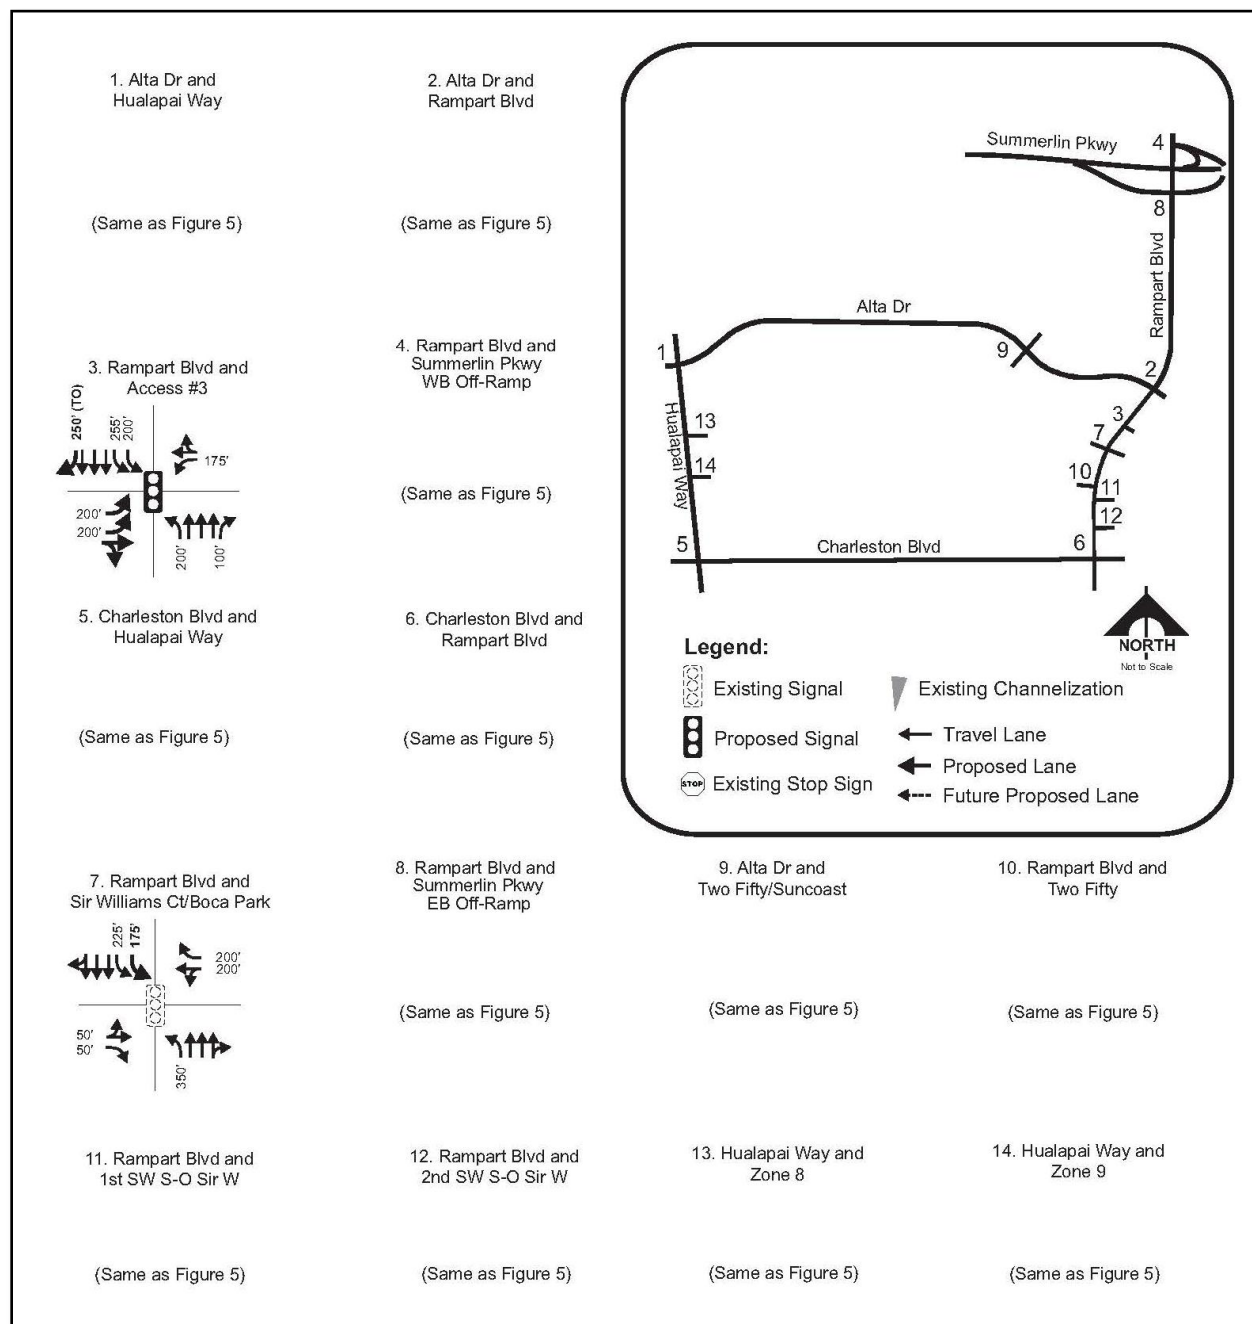 1. Alta Dr and
Hualapai Way
(Same as Figure 5)
2. Alta Dr and
Rampart Blvd
(Same as Figure 5)
Summerlin Pkwy
4
8
Rampart Blvd
Alta Dr
1
9
2
3
7
13
14
Hualapai Way
10
11
12
5
Charleston Blvd
6
NORTH
Not to Scale
Legend:
Existing Signal
Existing Channelization
Proposed Signal
Travel Lane
Proposed Lane
STOP
Existing Stop Sign
Future Proposed Lane
3. Rampart Blvd and
Access #3
250' (TO)
255'
200'
175'
200'
200'
200'
100'
4. Rampart Blvd and
Summerlin Pkwy
WB Off-Ramp
(Same as Figure 5)
5. Charleston Blvd and
Hualapai Way
(Same as Figure 5)
6. Charleston Blvd and
Rampart Blvd
(Same as Figure 5)
7. Rampart Blvd and
Sir Williams Ct/Boca Park
225'
175'
200'
200'
50'
50'
350'
8. Rampart Blvd and
Summerlin Pkwy
EB Off-Ramp
(Same as Figure 5)
9. Alta Dr and
Two Fifty/Suncoast
(Same as Figure 5)
10. Rampart Blvd and
Two Fifty
(Same as Figure 5)
11. Rampart Blvd and
1st SW S-O Sir W
(Same as Figure 5)
12. Rampart Blvd and
2nd SW S-O Sir W
(Same as Figure 5)
13. Hualapai Way and
Zone 8
(Same as Figure 5)
14. Hualapai Way and
Zone 9
(Same as Figure 5)